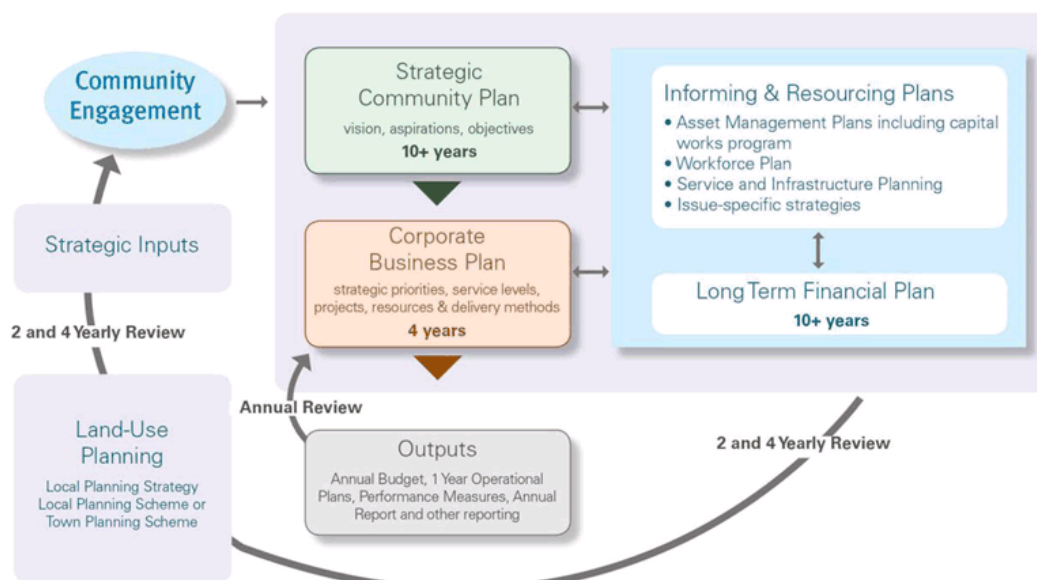 Community
Engagement
Strategic
Community Plan
vision, aspirations, objectives
10+ years
Informing & Resourcing Plans
• Asset Management Plans including capital
works program
• Workforce Plan
• Service and Infrastructure Planning
• Issue-specific strategies
Strategic Inputs
Corporate
Business Plan
strategic priorities, service levels,
projects, resources & delivery methods
4 years
Long Term Financial Plan
10+ years
2 and 4 Yearly Review
Annual Review
Land-Use
Planning
Local Planning Strategy
Local Planning Scheme or
Town Planning Scheme
Outputs
Annual Budget, 1 Year Operational
Plans, Performance Measures, Annual
Report and other reporting
2 and 4 Yearly Review